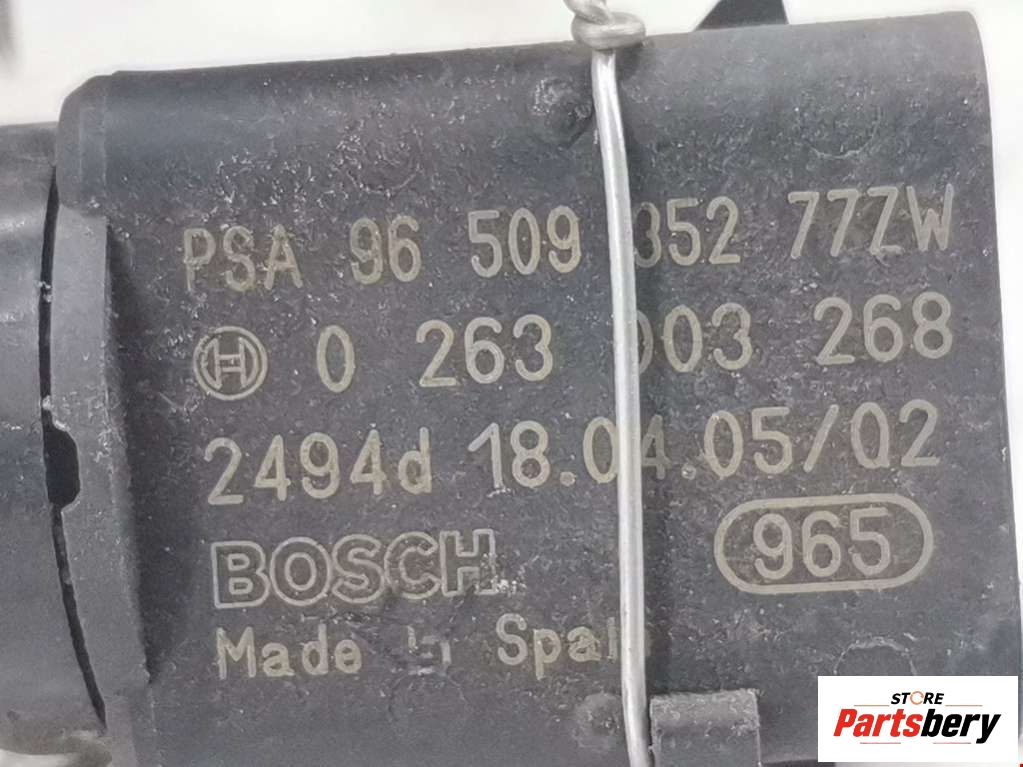 PSA 96 509 352 77ZW
0 263 003 268
2494d 18.04.05/02
BOSCH
965
Made Spain
STORE
Partsbery